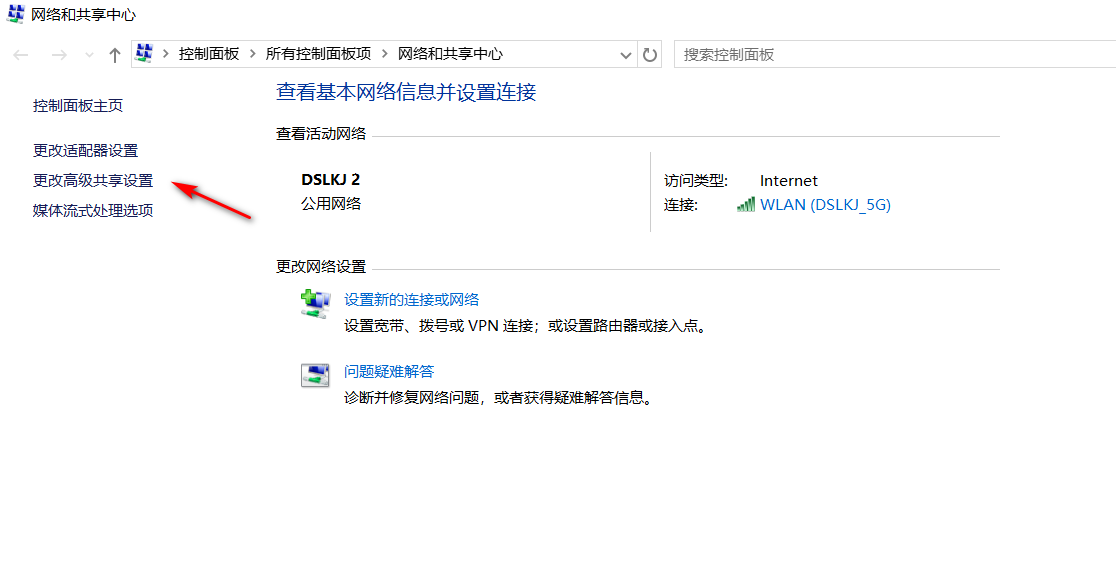 网络和共享中心
控制面板 > 所有控制面板项 > 网络和共享中心
搜索控制面板
控制面板主页
更改适配器设置
更改高级共享设置
媒体流式处理选项
查看基本网络信息并设置连接
查看活动网络
DSLKJ 2
公用网络
访问类型: Internet
连接: WLAN (DSLKJ_5G)
更改网络设置
设置新的连接或网络
设置宽带、拨号或 VPN 连接；或设置路由器或接入点。
问题疑难解答
诊断并修复网络问题，或者获得疑难解答信息。